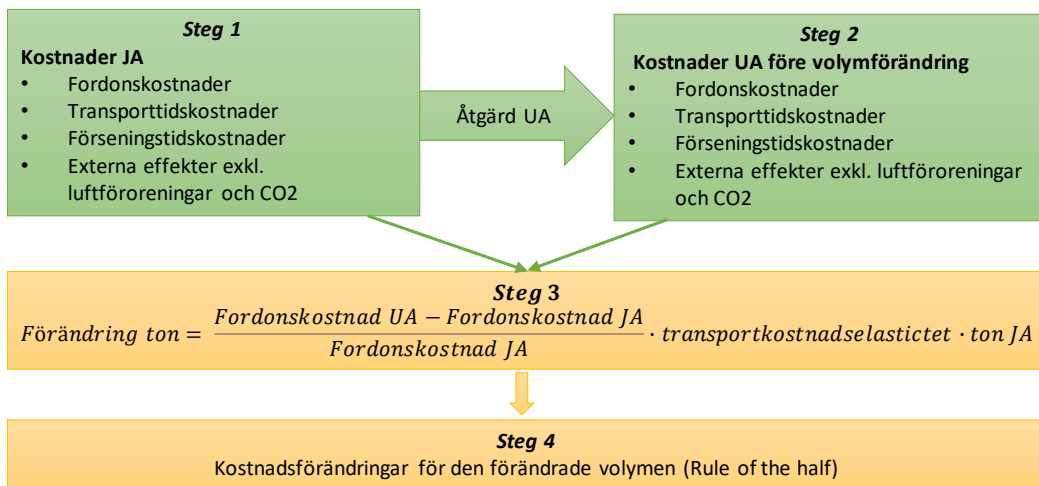 Steg 1
Kostnader JA
• Fordonskostnader
• Transporttidskostnader
• Förseningstidskostnader
• Externa effekter exkl.
luftföroreningar och CO2
Åtgärd UA
Steg 2
Kostnader UA före volymförändring
• Fordonskostnader
• Transporttidskostnader
• Förseningstidskostnader
• Externa effekter exkl. luftföroreningar
och CO2
Steg 3
Förändring ton = (Fordonskostnad UA − Fordonskostnad JA) / (Fordonskostnad JA) · transportkostnadselastictet · ton JA
Steg 4
Kostnadsförändringar för den förändrade volymen (Rule of the half)